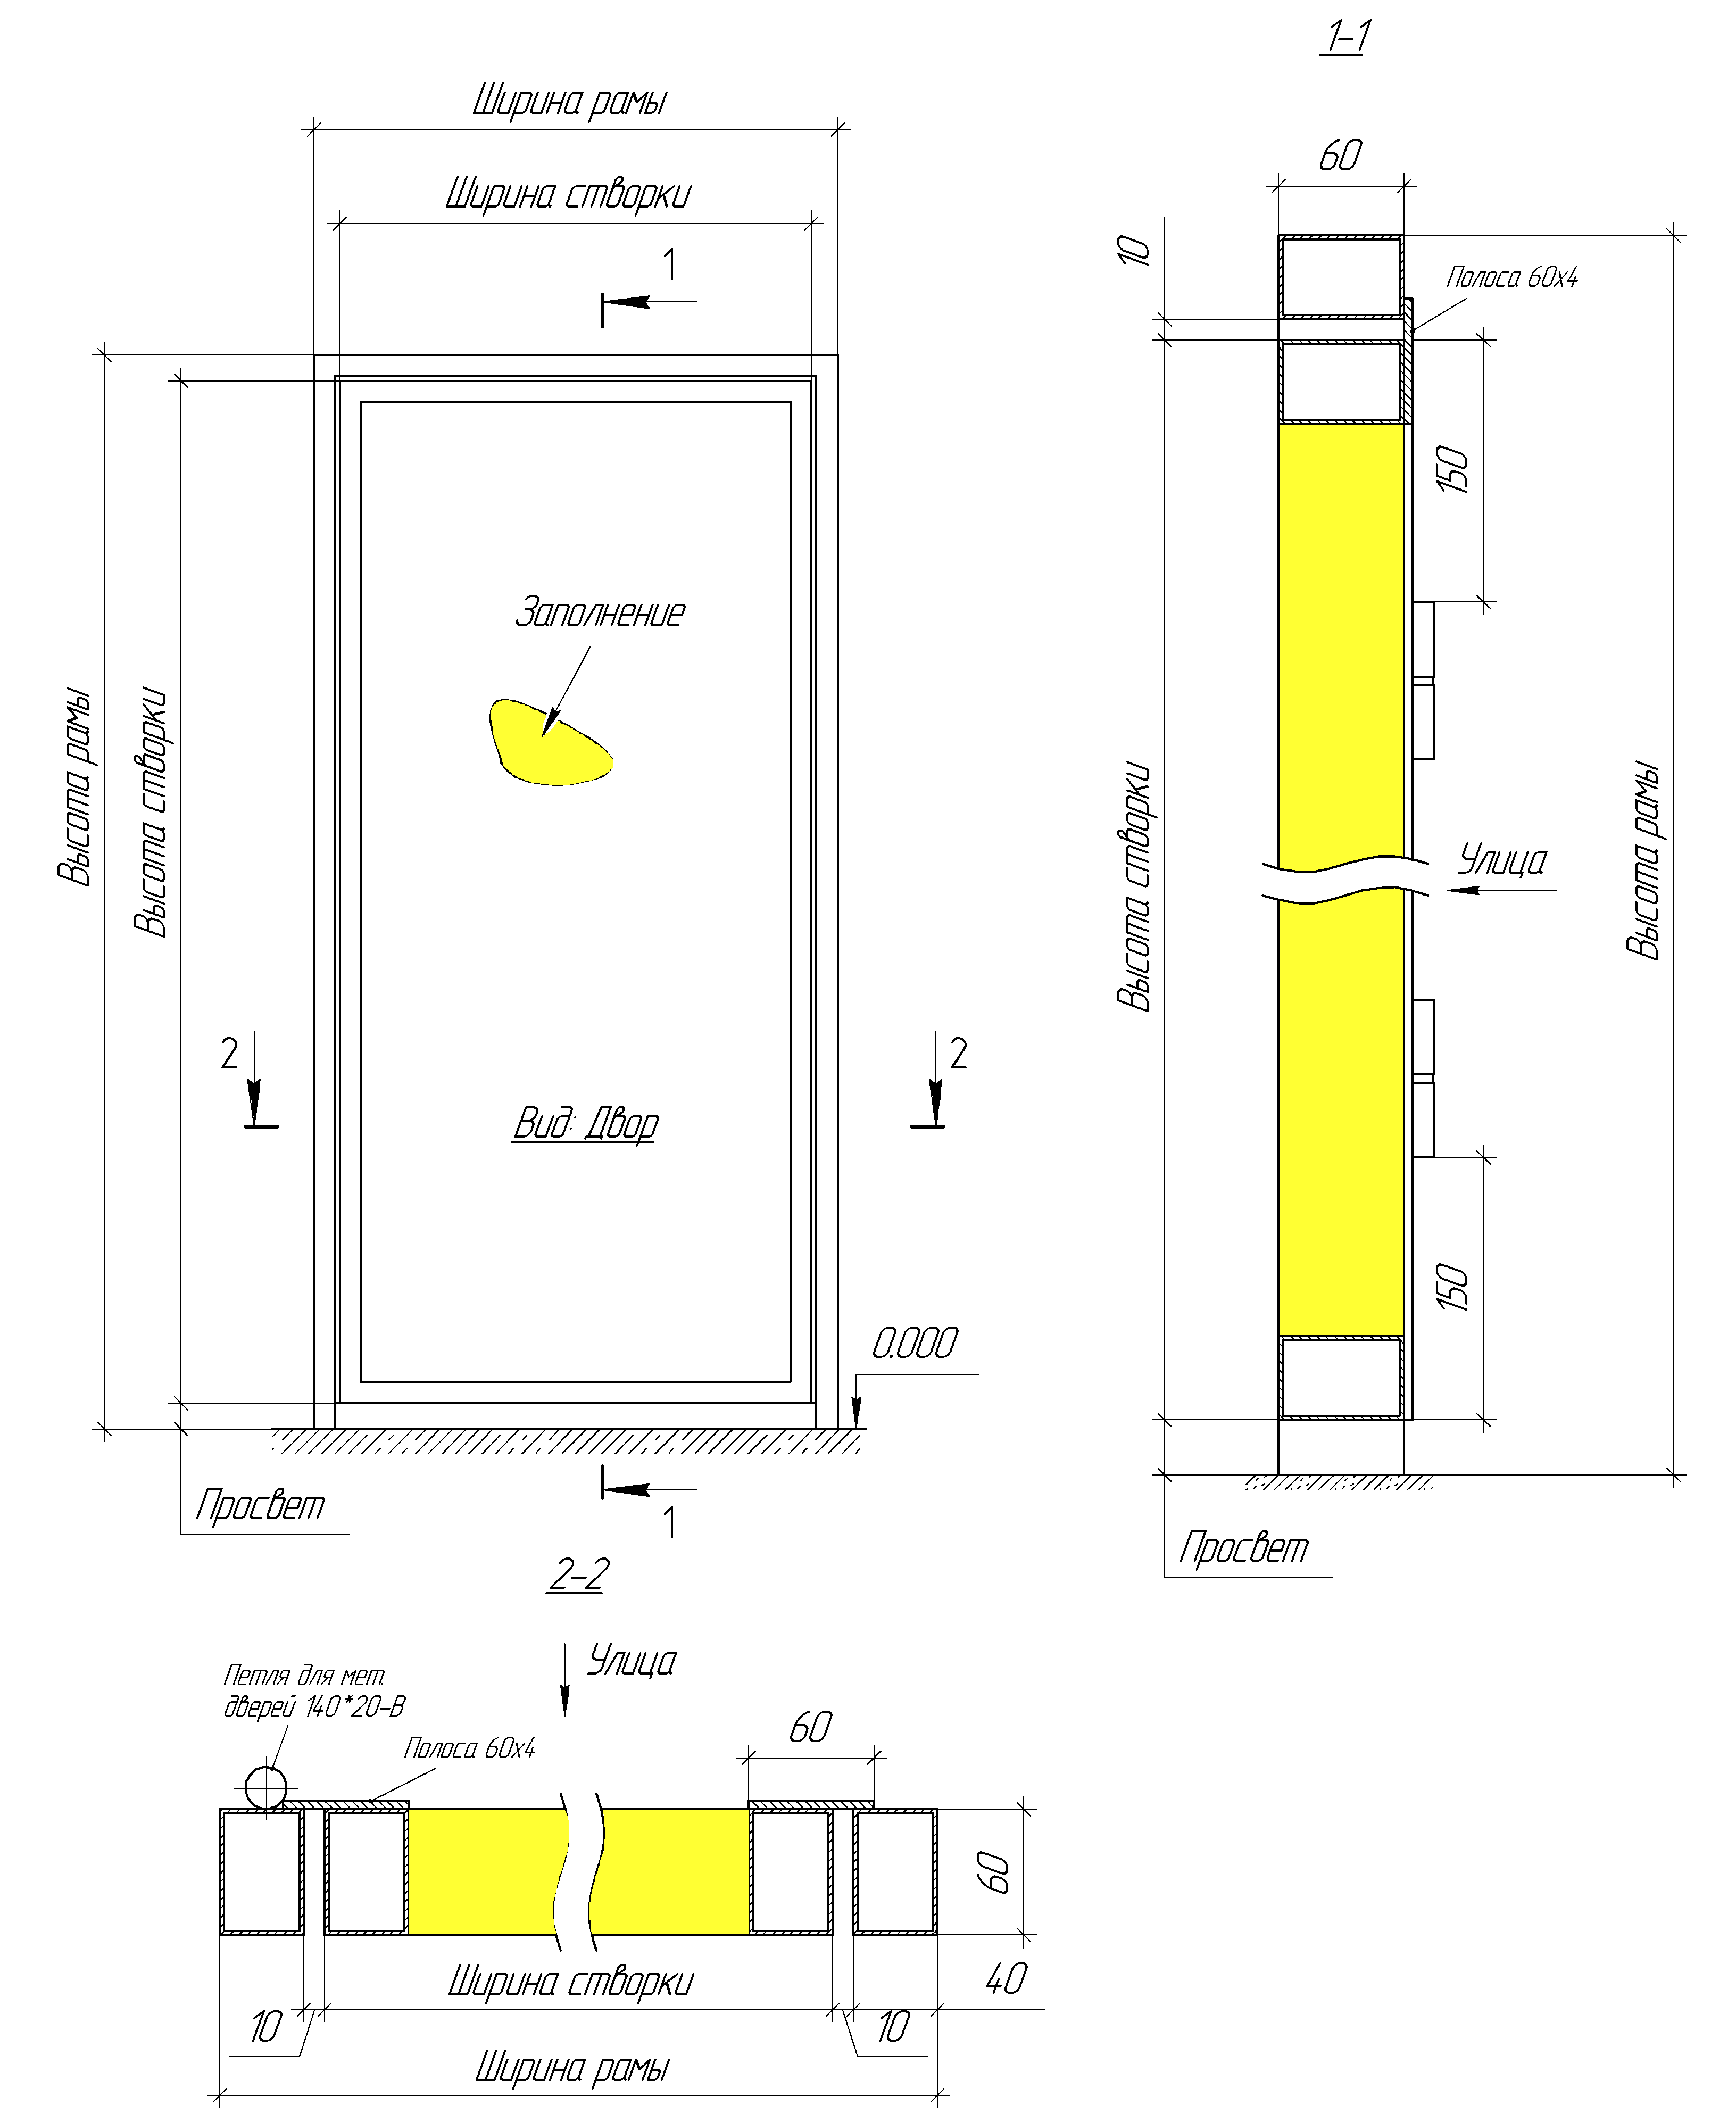 1-1
Ширина рамы
Ширина створки
1
60
10
Полоса 60х4
150
Заполнение
Высота рамы
Высота створки
Высота створки
Улица
Высота рамы
2
2
Вид: Двор
150
0.000
Просвет
1
Просвет
2-2
Улица
Петля для мет.
дверей 140*20-В
Полоса 60х4
60
60
Ширина створки
40
10
10
Ширина рамы